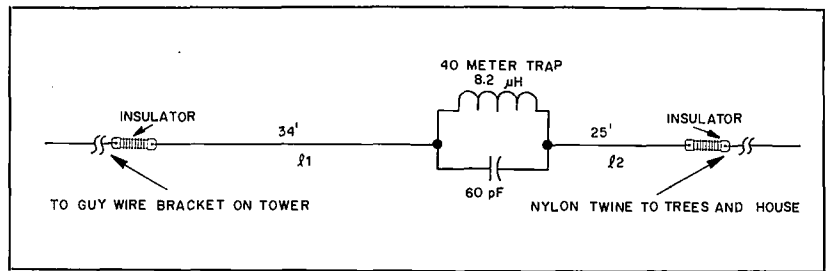 40 METER TRAP
8.2 μH
INSULATOR
INSULATOR
34'
25'
ℓ1
ℓ2
60 pF
TO GUY WIRE BRACKET ON TOWER
NYLON TWINE TO TREES AND HOUSE